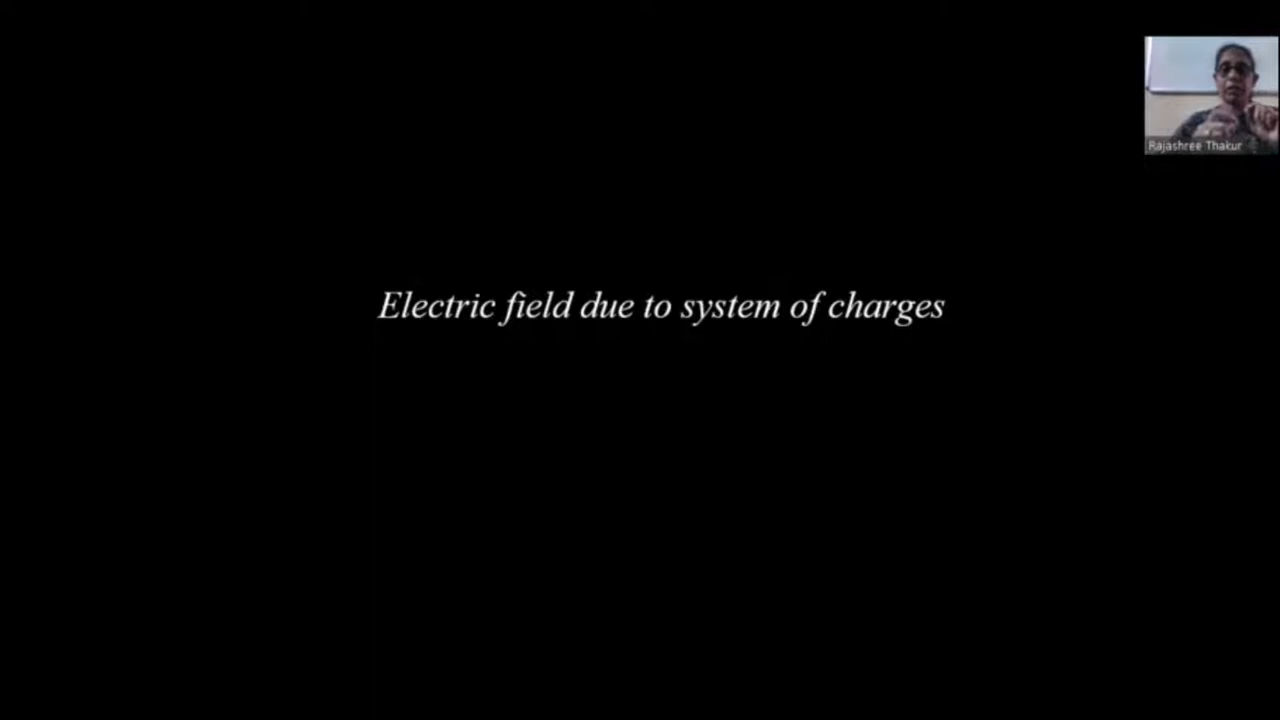 Rajashree Thakur
Electric field due to system of charges